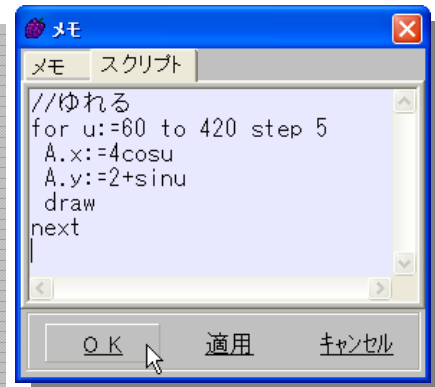 メモ
メモ スクリプト
//ゆれる
for u:=60 to 420 step 5
 A.x:=4cosu
 A.y:=2+sinu
 draw
next
ＯＫ 適用 キャンセル